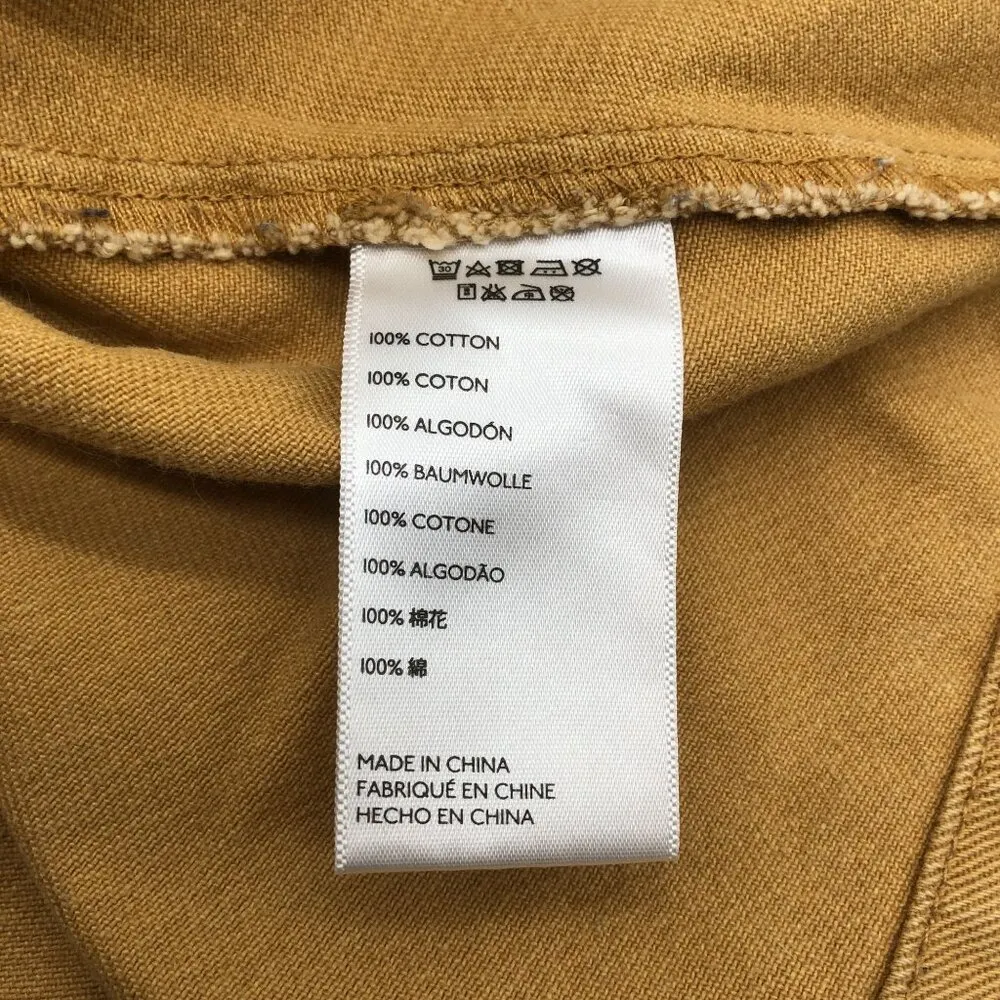 30
100% COTTON
100% COTON
100% ALGODÓN
100% BAUMWOLLE
100% COTONE
100% ALGODÃO
100% 棉花
100% 綿
MADE IN CHINA
FABRIQUÉ EN CHINE
HECHO EN CHINA